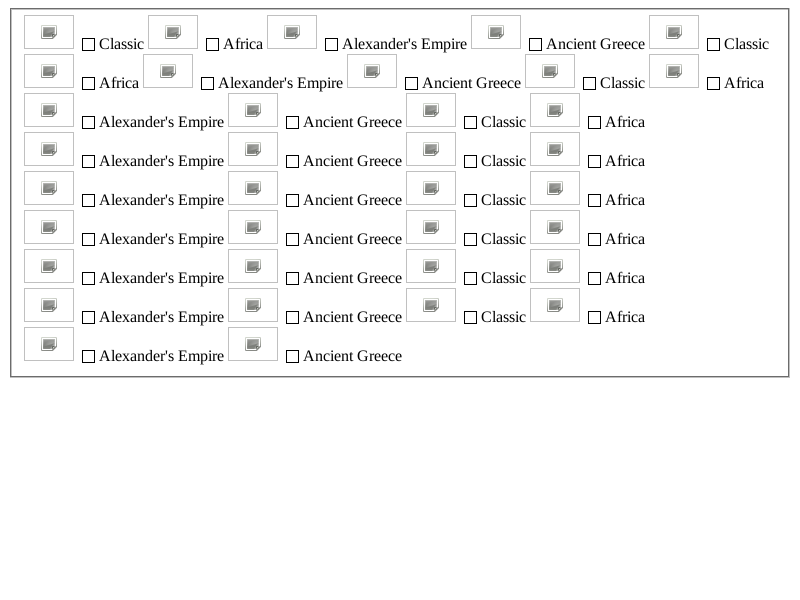 Classic Africa Alexander's Empire Ancient Greece Classic
Africa Alexander's Empire Ancient Greece Classic Africa
Alexander's Empire Ancient Greece Classic Africa
Alexander's Empire Ancient Greece Classic Africa
Alexander's Empire Ancient Greece Classic Africa
Alexander's Empire Ancient Greece Classic Africa
Alexander's Empire Ancient Greece Classic Africa
Alexander's Empire Ancient Greece Classic Africa
Alexander's Empire Ancient Greece